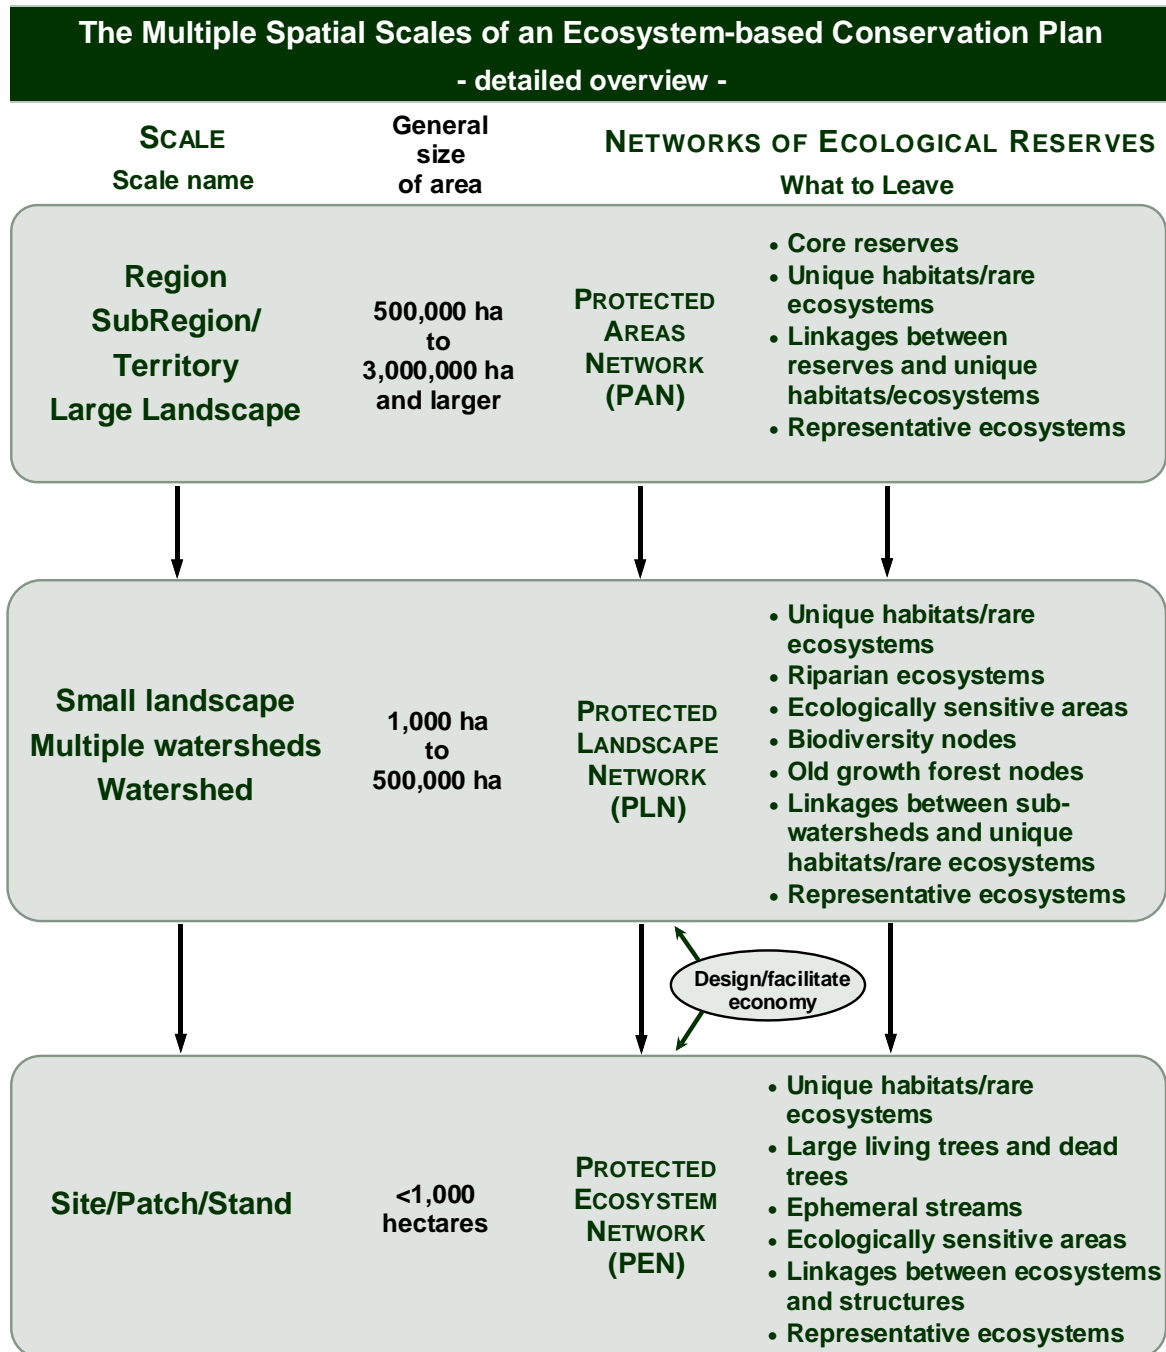 The Multiple Spatial Scales of an Ecosystem-based Conservation Plan
- detailed overview -
SCALE
Scale name
General
size
of area
NETWORKS OF ECOLOGICAL RESERVES
What to Leave
Region
SubRegion/
Territory
Large Landscape
500,000 ha
to
3,000,000 ha
and larger
PROTECTED
AREAS
NETWORK
(PAN)
• Core reserves
• Unique habitats/rare
ecosystems
• Linkages between
reserves and unique
habitats/ecosystems
• Representative ecosystems
Small landscape
Multiple watersheds
Watershed
1,000 ha
to
500,000 ha
PROTECTED
LANDSCAPE
NETWORK
(PLN)
• Unique habitats/rare
ecosystems
• Riparian ecosystems
• Ecologically sensitive areas
• Biodiversity nodes
• Old growth forest nodes
• Linkages between sub-
watersheds and unique
habitats/rare ecosystems
• Representative ecosystems
Design/facilitate
economy
Site/Patch/Stand
<1,000
hectares
PROTECTED
ECOSYSTEM
NETWORK
(PEN)
• Unique habitats/rare
ecosystems
• Large living trees and dead
trees
• Ephemeral streams
• Ecologically sensitive areas
• Linkages between ecosystems
and structures
• Representative ecosystems